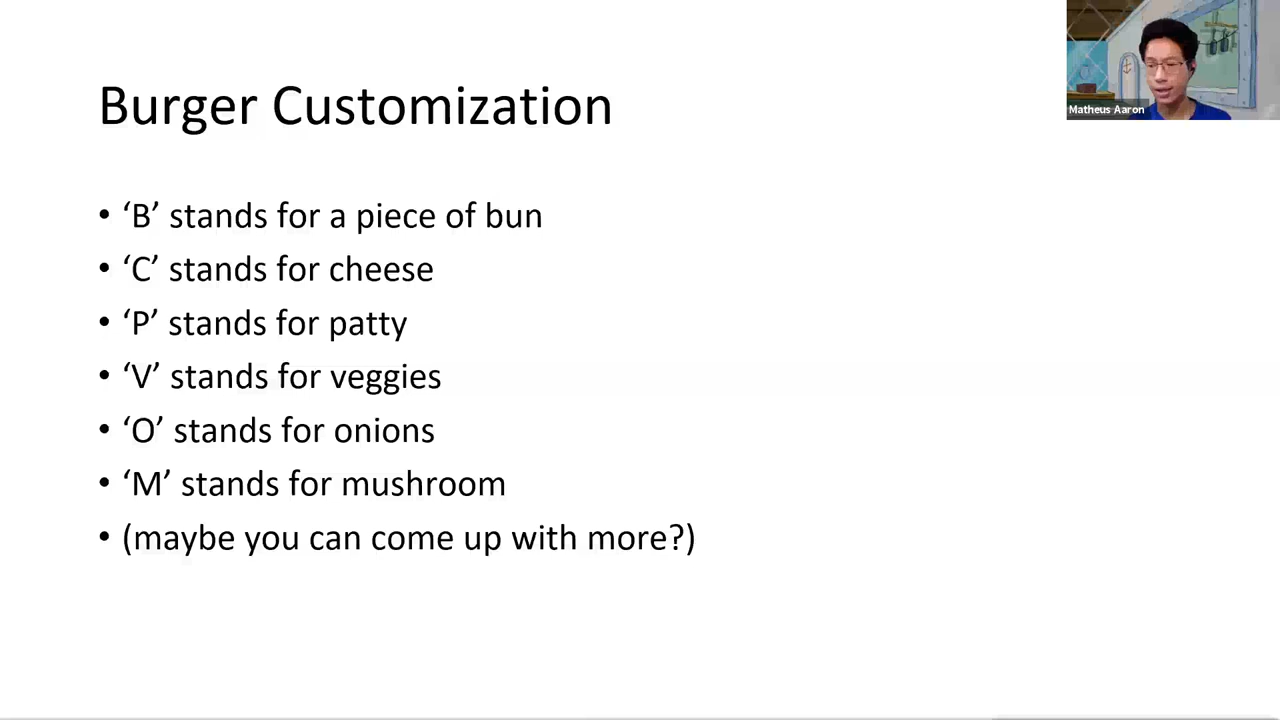 Burger Customization
Matheus Aaron
• ‘B’ stands for a piece of bun
• ‘C’ stands for cheese
• ‘P’ stands for patty
• ‘V’ stands for veggies
• ‘O’ stands for onions
• ‘M’ stands for mushroom
• (maybe you can come up with more?)